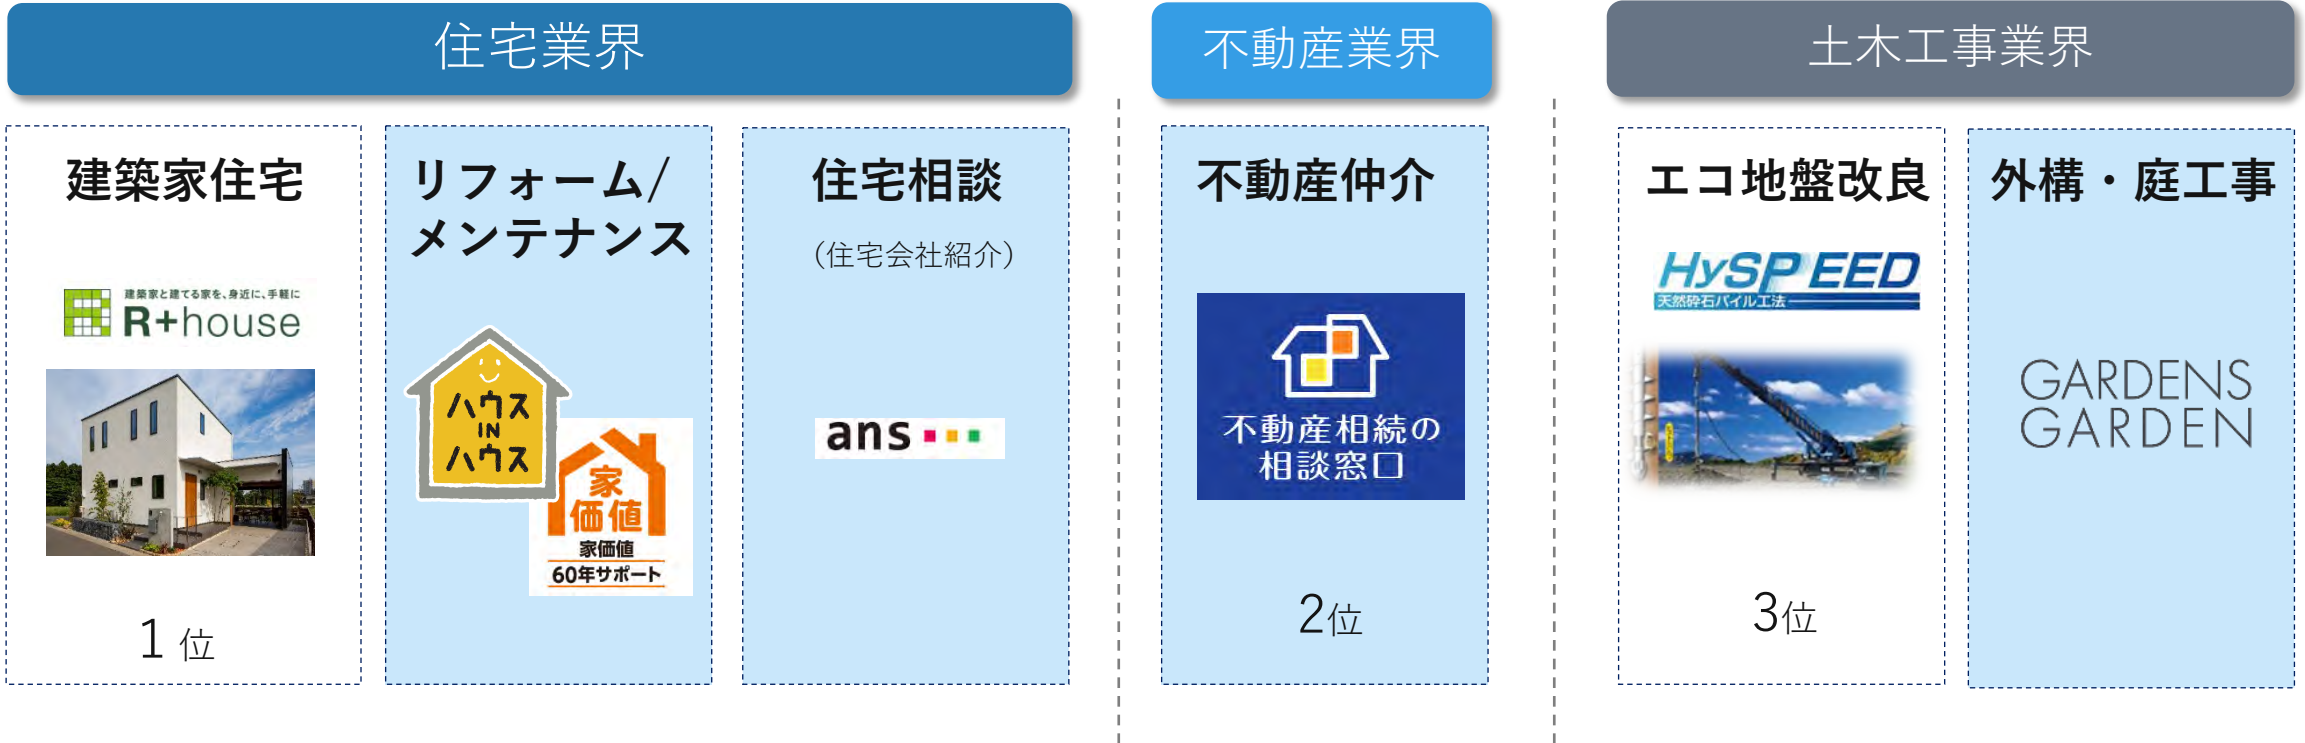 住宅業界
不動産業界
土木工事業界
建築家住宅
建築家と建てる家を、身近に、手軽に
R+house
1 位
リフォーム/
メンテナンス
ハウス
IN
ハウス
家
価値
家価値
60年サポート
住宅相談
(住宅会社紹介)
ans
不動産仲介
不動産相続の
相談窓口
2位
エコ地盤改良
HySPEED
天然砕石パイル工法
3位
外構・庭工事
GARDENS
GARDEN